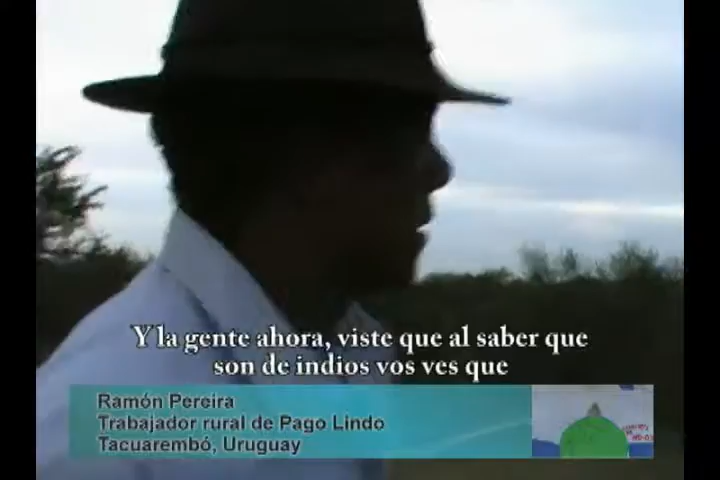 Y la gente ahora, viste que al saber que
son de indios vos ves que
Ramón Pereira
Trabajador rural de Pago Lindo
Tacuarembó, Uruguay